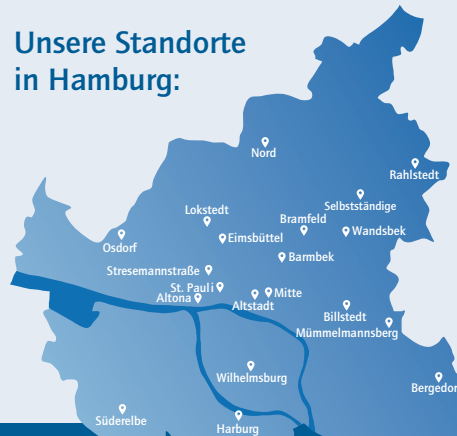 Unsere Standorte
in Hamburg:
Nord
Rahlstedt
Selbstständige
Lokstedt
Bramfeld
Wandsbek
Eimsbüttel
Osdorf
Barmbek
Stresemannstraße
St. Pauli
Mitte
Altona
Altstadt
Billstedt
Mümmelmannsberg
Wilhelmsburg
Bergedor
Süderelbe
Harburg